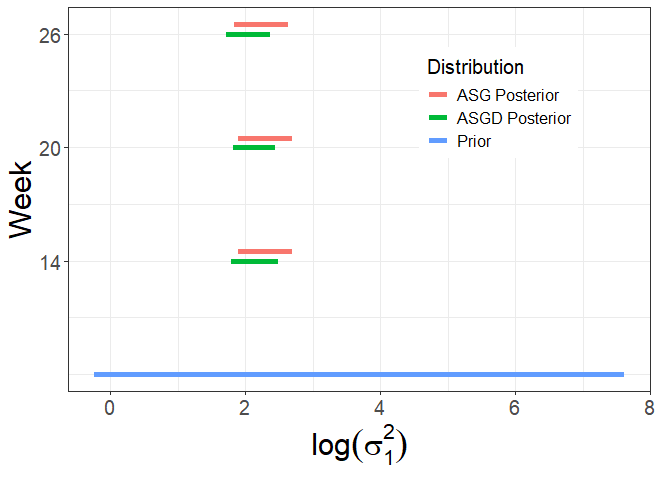 26
20
14
Week
Distribution
ASG Posterior
ASGD Posterior
Prior
0 2 4 6 8
log(σ₁²)